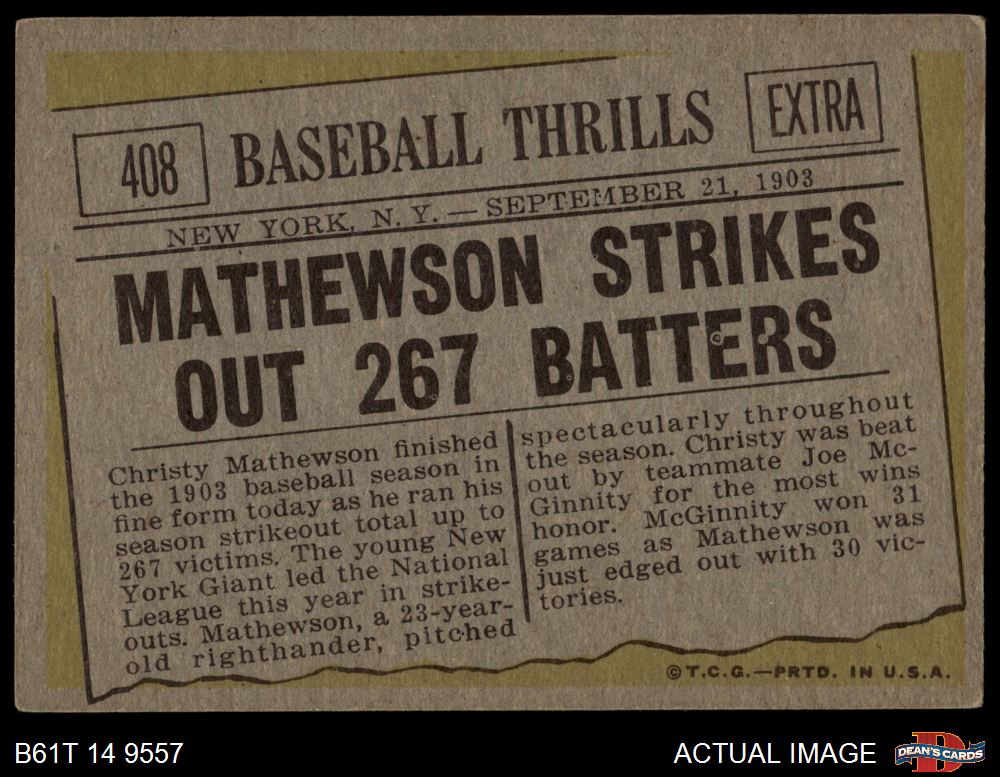 408
BASEBALL THRILLS
EXTRA
NEW YORK, N. Y. — SEPTEMBER 21, 1903
MATHEWSON STRIKES
OUT 267 BATTERS
Christy Mathewson finished
the 1903 baseball season in
fine form today as he ran his
season strikeout total up to
267 victims. The young New
York Giant led the National
League this year in strike-
outs. Mathewson, a 23-year-
old righthander, pitched
spectacularly throughout
the season. Christy was beat
out by teammate Joe Mc-
Ginnity for the most wins
honor. McGinnity won 31
games as Mathewson was
just edged out with 30 vic-
tories.
© T.C.G.—PRTD. IN U.S.A.
B61T 14 9557
ACTUAL IMAGE
D
DEAN'S CARDS